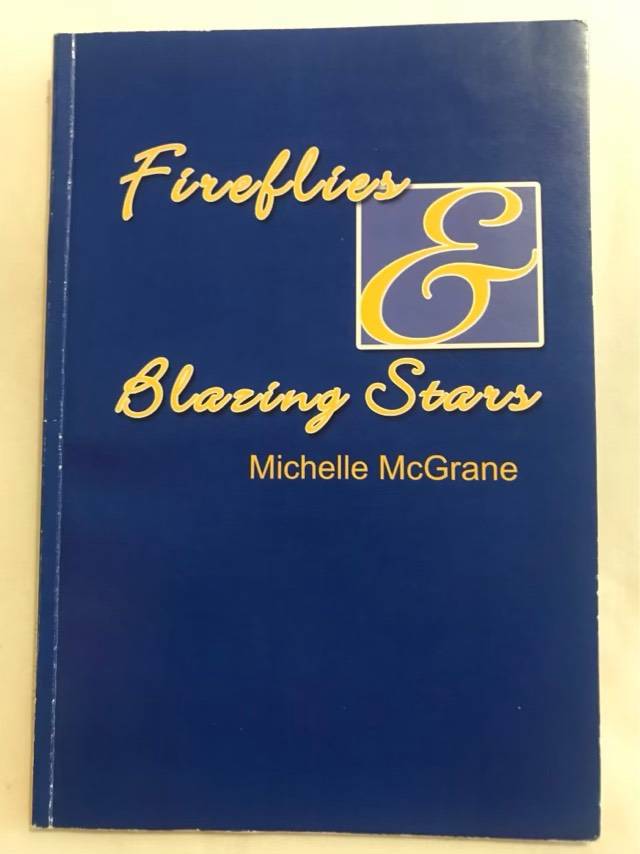 Fireflies
&
Blazing Stars
Michelle McGrane